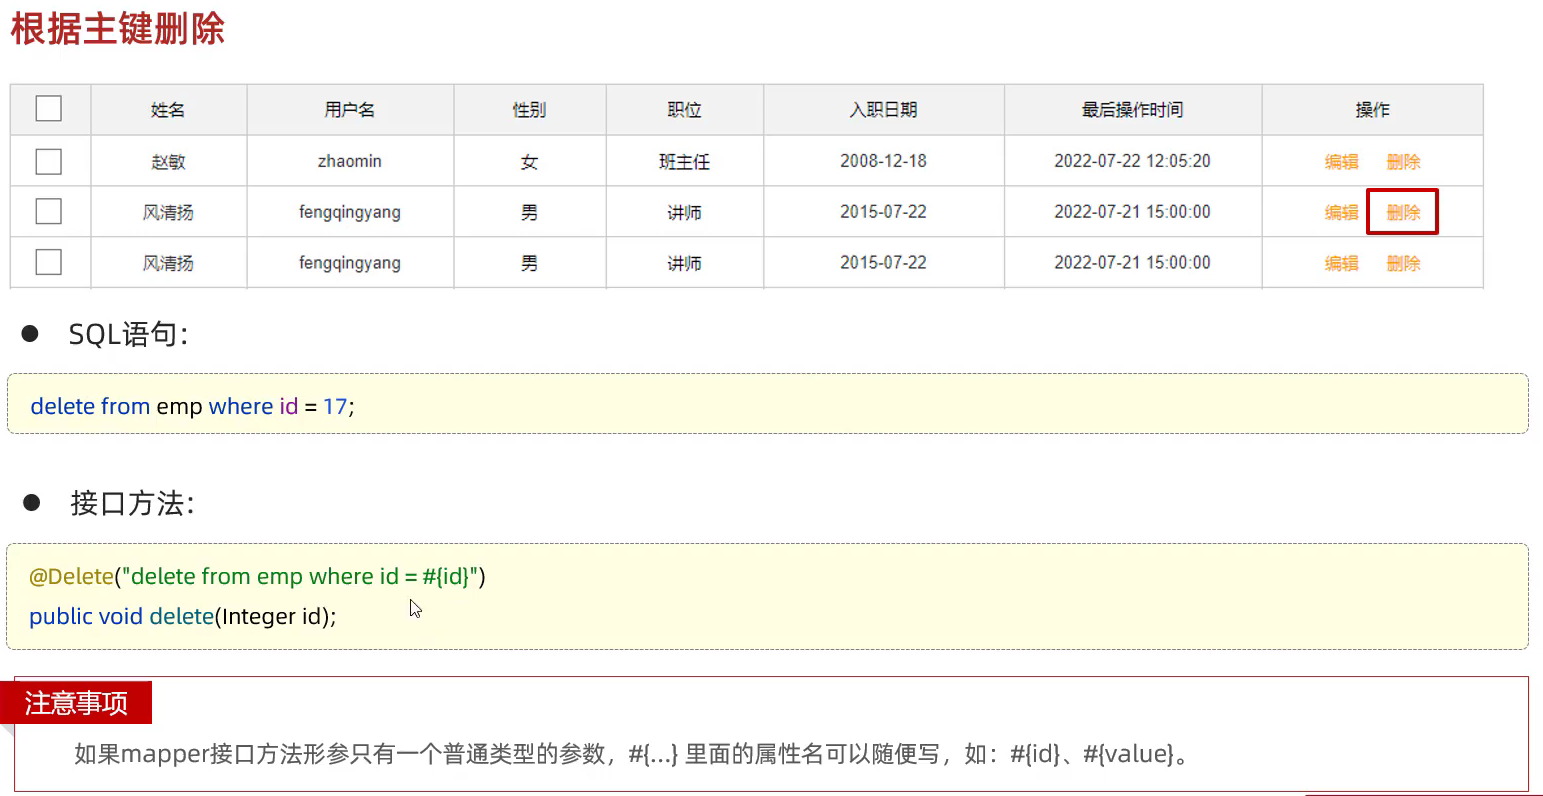 根据主键删除
姓名 用户名 性别 职位 入职日期 最后操作时间 操作
赵敏 zhaomin 女 班主任 2008-12-18 2022-07-22 12:05:20 编辑 删除
风清扬 fengqingyang 男 讲师 2015-07-22 2022-07-21 15:00:00 编辑 删除
风清扬 fengqingyang 男 讲师 2015-07-22 2022-07-21 15:00:00 编辑 删除
● SQL语句：
delete from emp where id = 17;
● 接口方法：
@Delete("delete from emp where id = #{id}")
public void delete(Integer id);
注意事项
如果mapper接口方法形参只有一个普通类型的参数，#{…} 里面的属性名可以随便写，如：#{id}、#{value}。